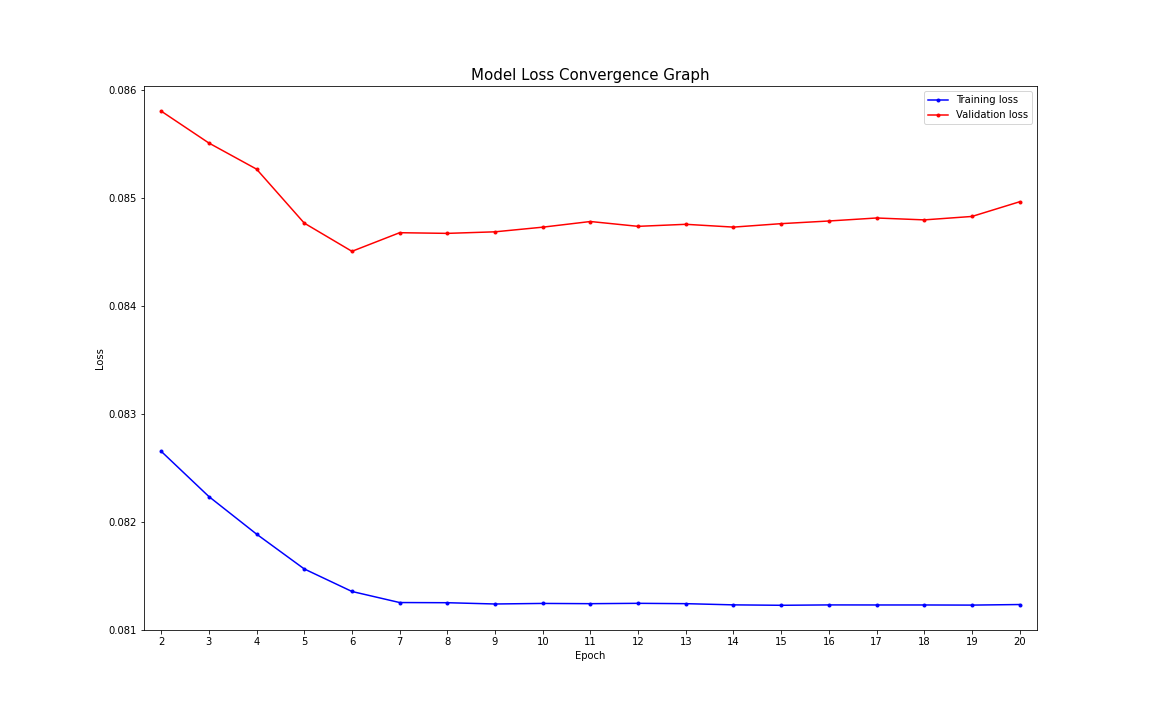 Model Loss Convergence Graph
Training loss
Validation loss
0.086
0.085
0.084
0.083
0.082
0.081
Loss
2 3 4 5 6 7 8 9 10 11 12 13 14 15 16 17 18 19 20
Epoch